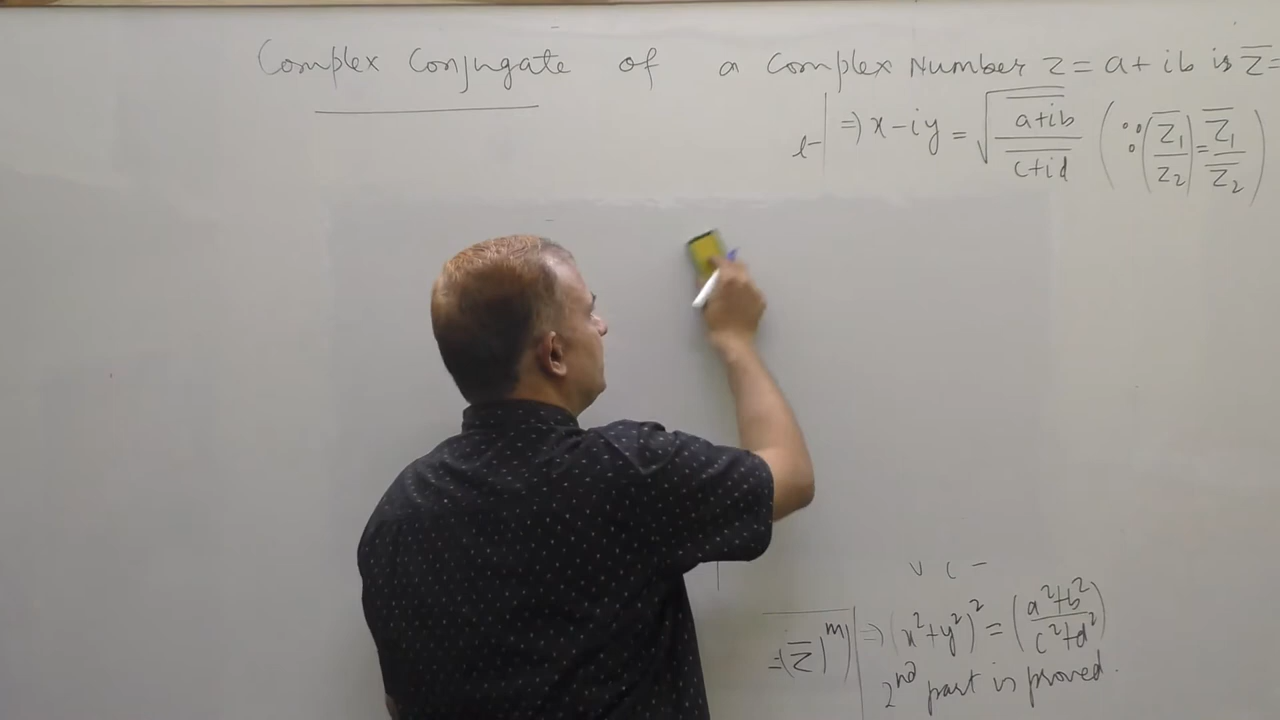 Complex Conjugate of a Complex Number z = a + ib is z̅ =
⇒ x - iy = √(a+ib)̅ / (c+id)̅ (∵ (z̅₁/z₂) = z̅₁/z̅₂)
= (z̅)ᵐ)
⇒ (x² + y²)² = (a² + b² / c² + d²)
2nd part is proved.